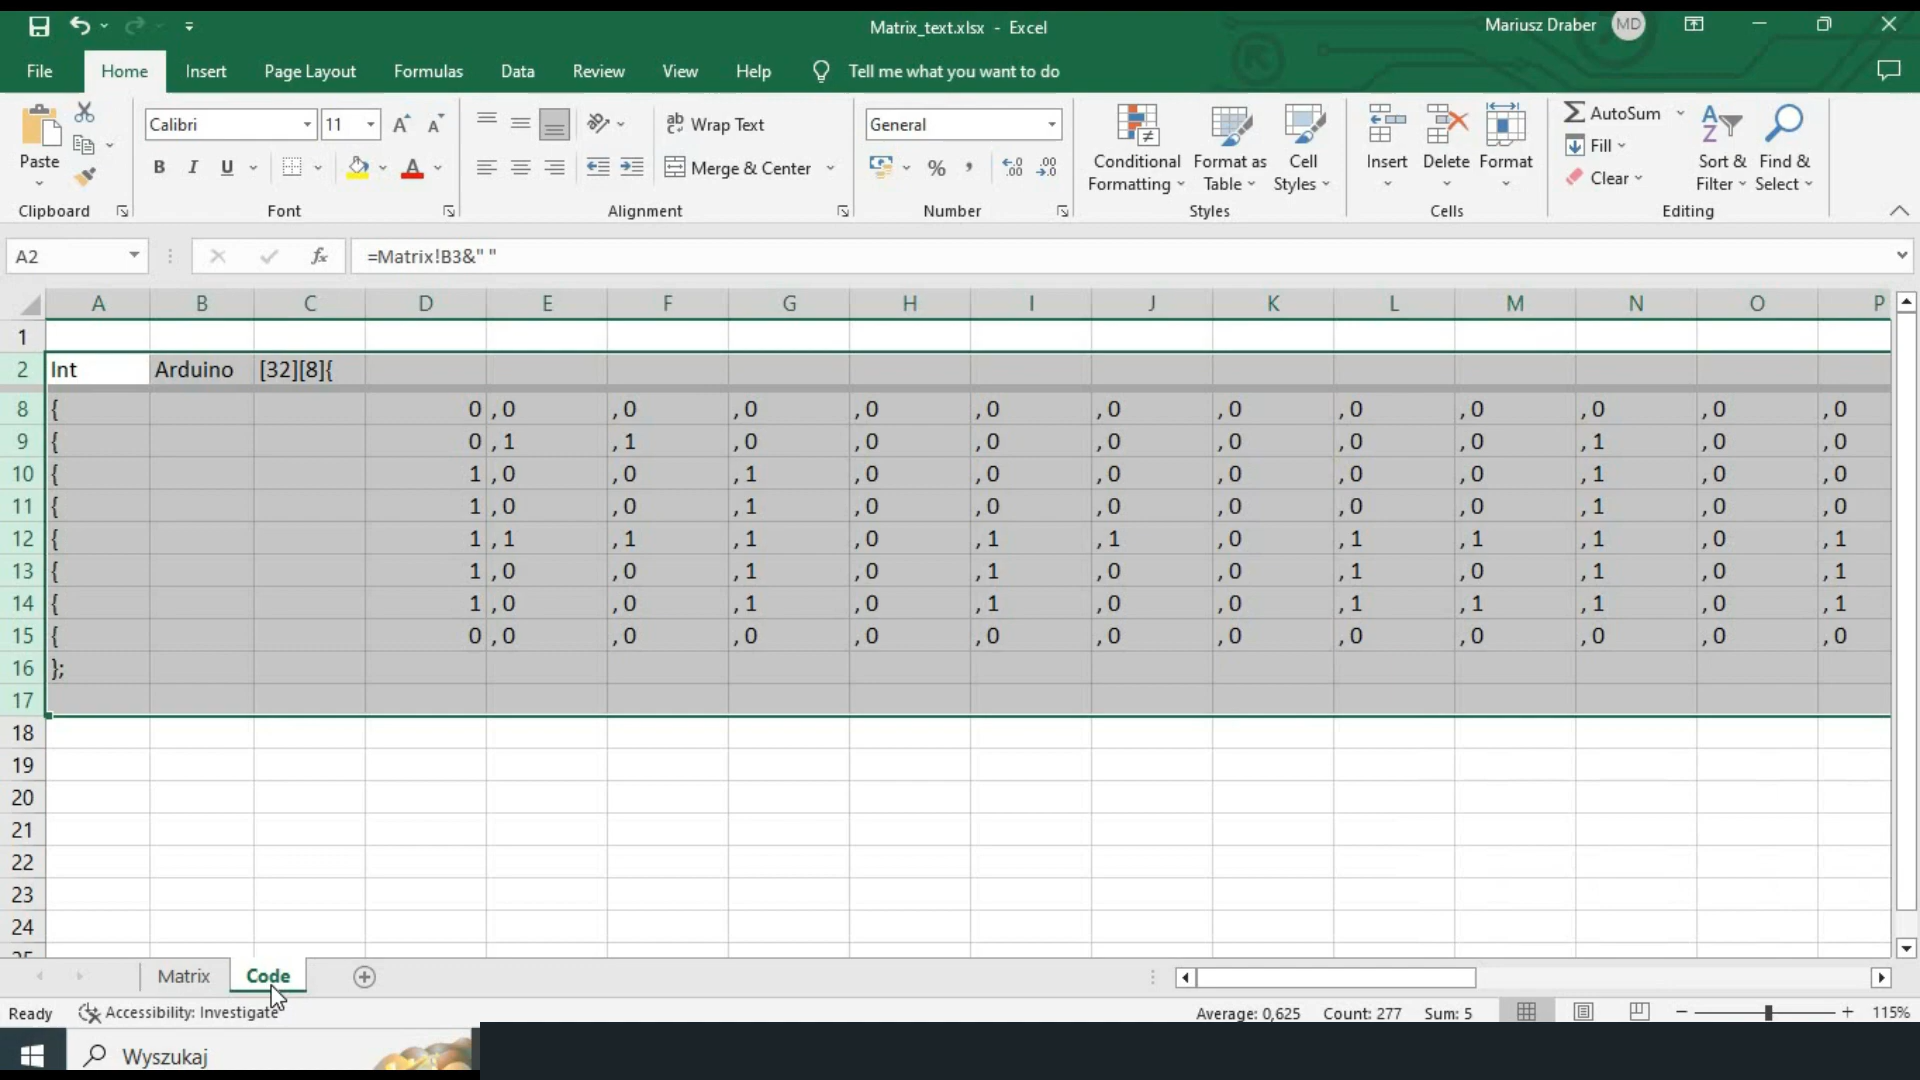 Matrix_text.xlsx - Excel
Mariusz Draber MD
File Home Insert Page Layout Formulas Data Review View Help Tell me what you want to do
Paste
Clipboard
Calibri 11
B I U
Font
Wrap Text
Merge & Center
Alignment
General
Number
Conditional Formatting
Format as Table
Cell Styles
Styles
Insert Delete Format
Cells
AutoSum
Fill
Clear
Sort & Filter
Find & Select
Editing
A2 fx =Matrix!B3&" "
A B C D E F G H I J K L M N O P
1
2 Int Arduino [32][8]{
8 { 0 , 0 , 0 , 0 , 0 , 0 , 0 , 0 , 0 , 0 , 0 , 0 , 0
9 { 0 , 1 , 1 , 0 , 0 , 0 , 0 , 0 , 0 , 0 , 1 , 0 , 0
10 { 1 , 0 , 0 , 1 , 0 , 0 , 0 , 0 , 0 , 0 , 1 , 0 , 0
11 { 1 , 0 , 0 , 1 , 0 , 0 , 0 , 0 , 0 , 0 , 1 , 0 , 0
12 { 1 , 1 , 1 , 1 , 0 , 1 , 1 , 0 , 1 , 1 , 1 , 0 , 1
13 { 1 , 0 , 0 , 1 , 0 , 1 , 0 , 0 , 1 , 0 , 1 , 0 , 1
14 { 1 , 0 , 0 , 1 , 0 , 1 , 0 , 0 , 1 , 1 , 1 , 0 , 1
15 { 0 , 0 , 0 , 0 , 0 , 0 , 0 , 0 , 0 , 0 , 0 , 0 , 0
16 };
17
18
19
20
21
22
23
24
25
Matrix Code
Ready Accessibility: Investigate Average: 0,625 Count: 277 Sum: 5 115%
Wyszukaj